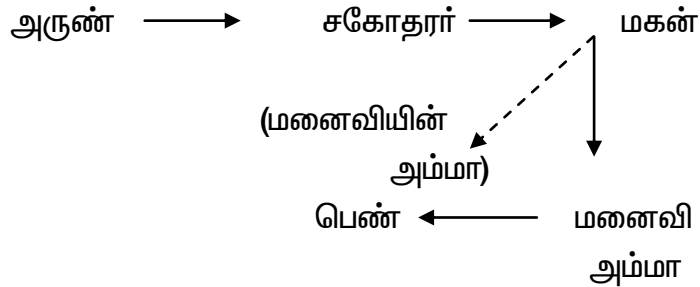 அருண் சகோதரர் மகன்
(மனைவியின்
அம்மா)
பெண் மனைவி
அம்மா